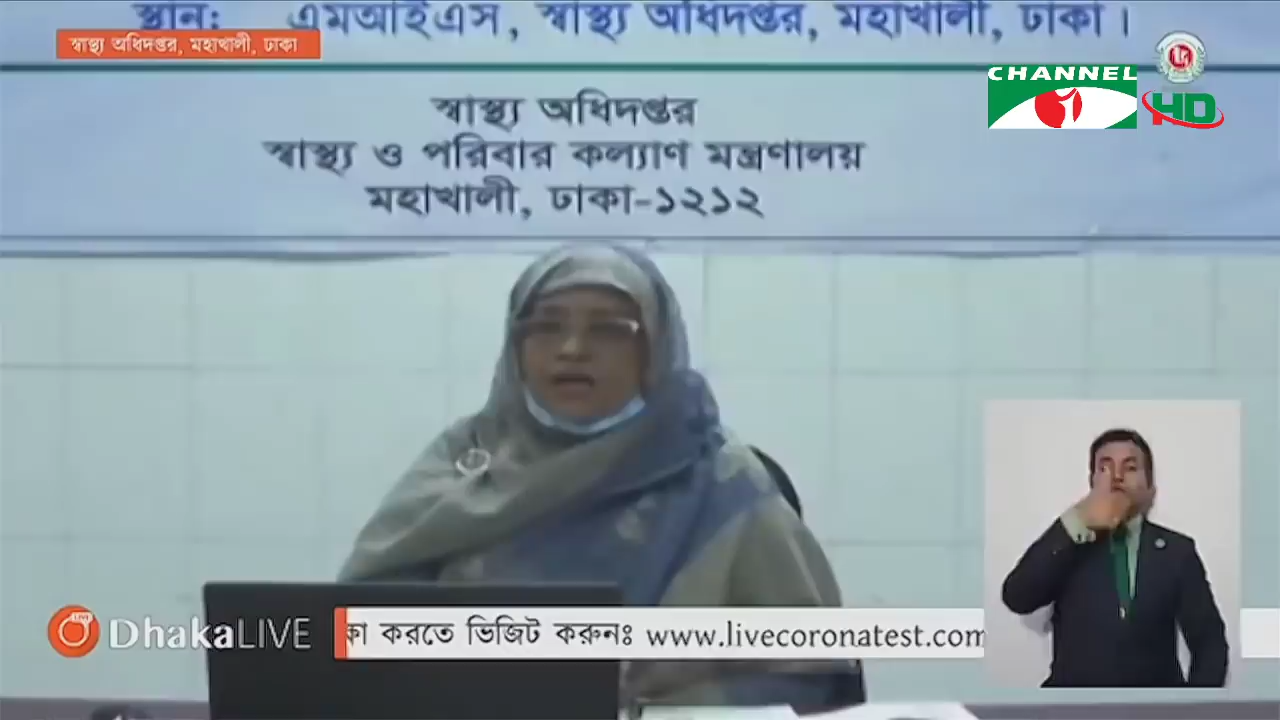 স্থান: এমআইএস, স্বাস্থ্য অধিদপ্তর, মহাখালী, ঢাকা।
স্বাস্থ্য অধিদপ্তর, মহাখালী, ঢাকা
CHANNEL
i HD
স্বাস্থ্য অধিদপ্তর
স্বাস্থ্য ও পরিবার কল্যাণ মন্ত্রণালয়
মহাখালী, ঢাকা-১২১২
LIVE
DhakaLIVE
করতে ভিজিট করুনঃ www.livecoronatest.com